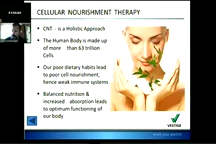 CELLULAR NOURISHMENT THERAPY
• CNT - is a Holistic Approach
• The Human Body is made up
of more than 63 trillion
Cells
• Our poor dietary habits lead
to poor cell nourishment,
hence weak immune systems
• Balanced nutrition &
increased absorption leads
to optimum functioning of
our body
VESTIGE